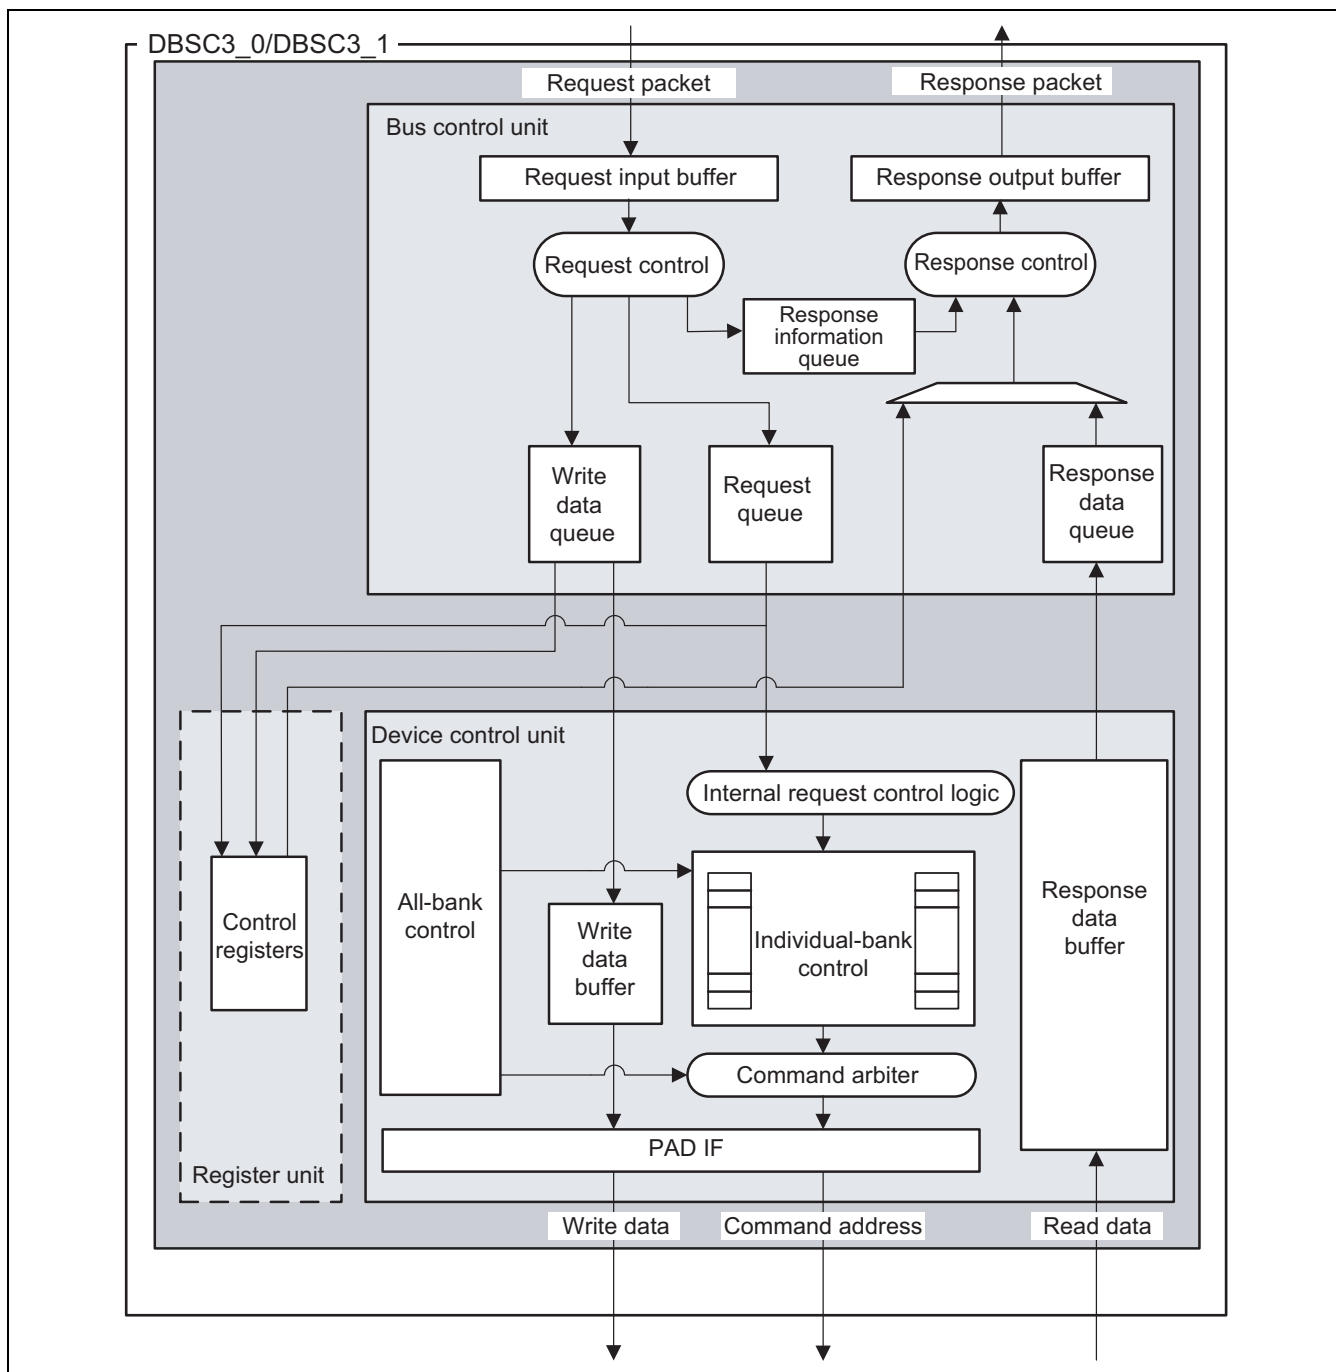 DBSC3_0/DBSC3_1
Request packet
Response packet
Bus control unit
Request input buffer
Response output buffer
Request control
Response control
Response
information
queue
Write
data
queue
Request
queue
Response
data
queue
Device control unit
Internal request control logic
All-bank
control
Control
registers
Write
data
buffer
Individual-bank
control
Response
data
buffer
Command arbiter
PAD IF
Register unit
Write data
Command address
Read data